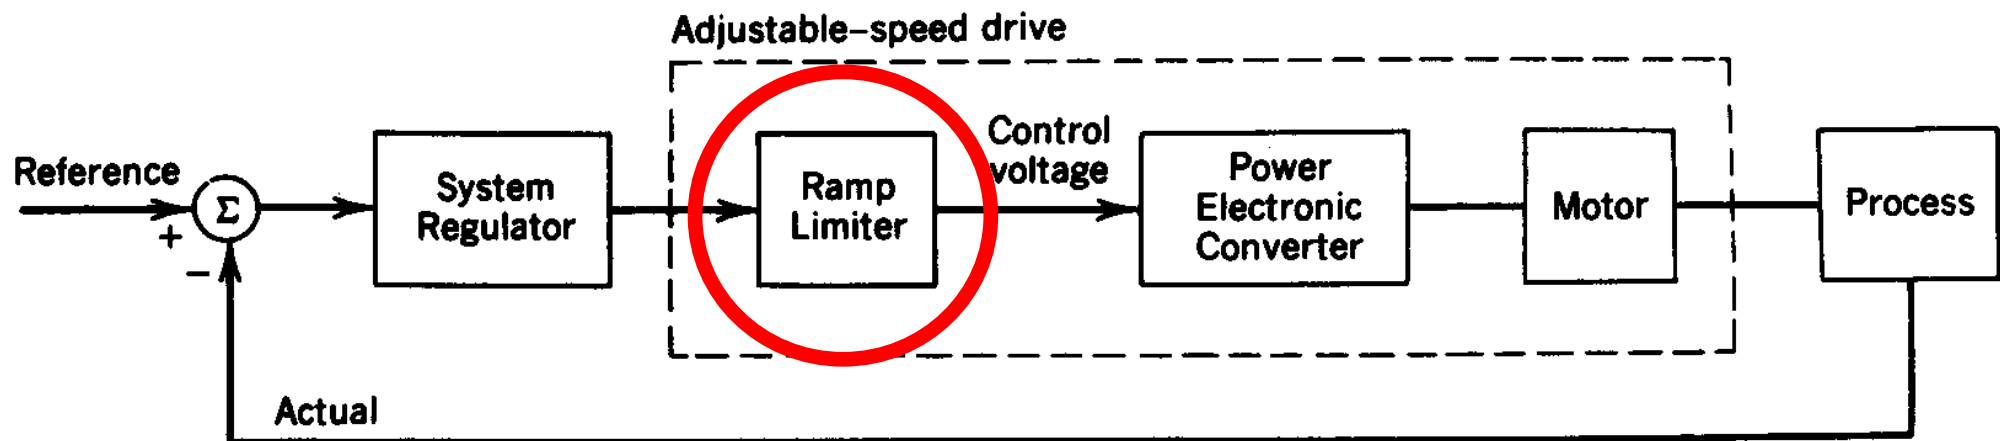 Adjustable-speed drive
Reference
+
−
Σ
System
Regulator
Ramp
Limiter
Control
voltage
Power
Electronic
Converter
Motor
Process
Actual